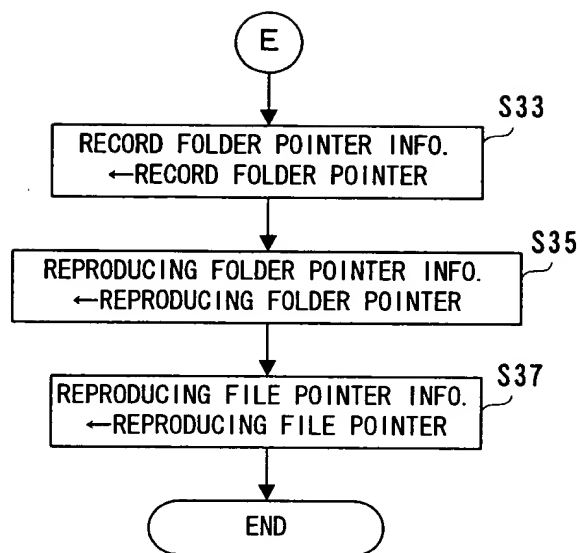 E
S33
RECORD FOLDER POINTER INFO.
←RECORD FOLDER POINTER
S35
REPRODUCING FOLDER POINTER INFO.
←REPRODUCING FOLDER POINTER
S37
REPRODUCING FILE POINTER INFO.
←REPRODUCING FILE POINTER
END